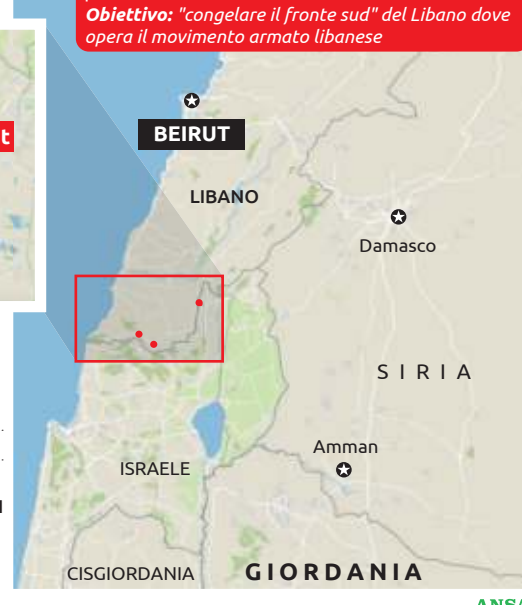 Obiettivo: "congelare il fronte sud" del Libano dove
opera il movimento armato libanese
t
BEIRUT
LIBANO
Damasco
SIRIA
Amman
ISRAELE
CISGIORDANIA
GIORDANIA
ANSA